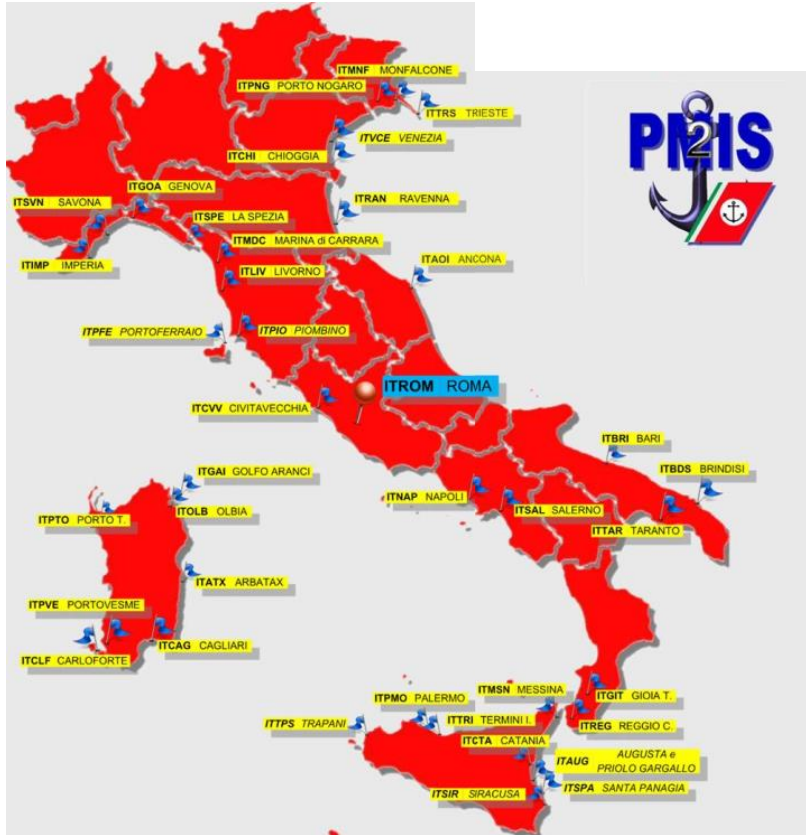 ITMNF MONFALCONE
ITPNG PORTO NOGARO
ITTRS TRIESTE
ITVCE VENEZIA
ITCHI CHIOGGIA
PMIS
2
ITGOA GENOVA
ITSVN SAVONA
ITRAN RAVENNA
ITSPE LA SPEZIA
ITMDC MARINA di CARRARA
ITIMP IMPERIA
ITLIV LIVORNO
ITAOI ANCONA
ITPFE PORTOFERRAIO
ITPIO PIOMBINO
ITROM ROMA
ITCVV CIVITAVECCHIA
ITBRI BARI
ITGAI GOLFO ARANCI
ITBDS BRINDISI
ITNAP NAPOLI
ITOLB OLBIA
ITSAL SALERNO
ITPTO PORTO T.
ITTAR TARANTO
ITATX ARBATAX
ITPVE PORTOVESME
ITCAG CAGLIARI
ITCLF CARLOFORTE
ITMSN MESSINA
ITGIT GIOIA T.
ITPMO PALERMO
ITTPS TRAPANI
ITTRI TERMINI I.
ITREG REGGIO C.
ITCTA CATANIA
ITAUG AUGUSTA e
PRIOLO GARGALLO
ITSPA SANTA PANAGIA
ITSIR SIRACUSA